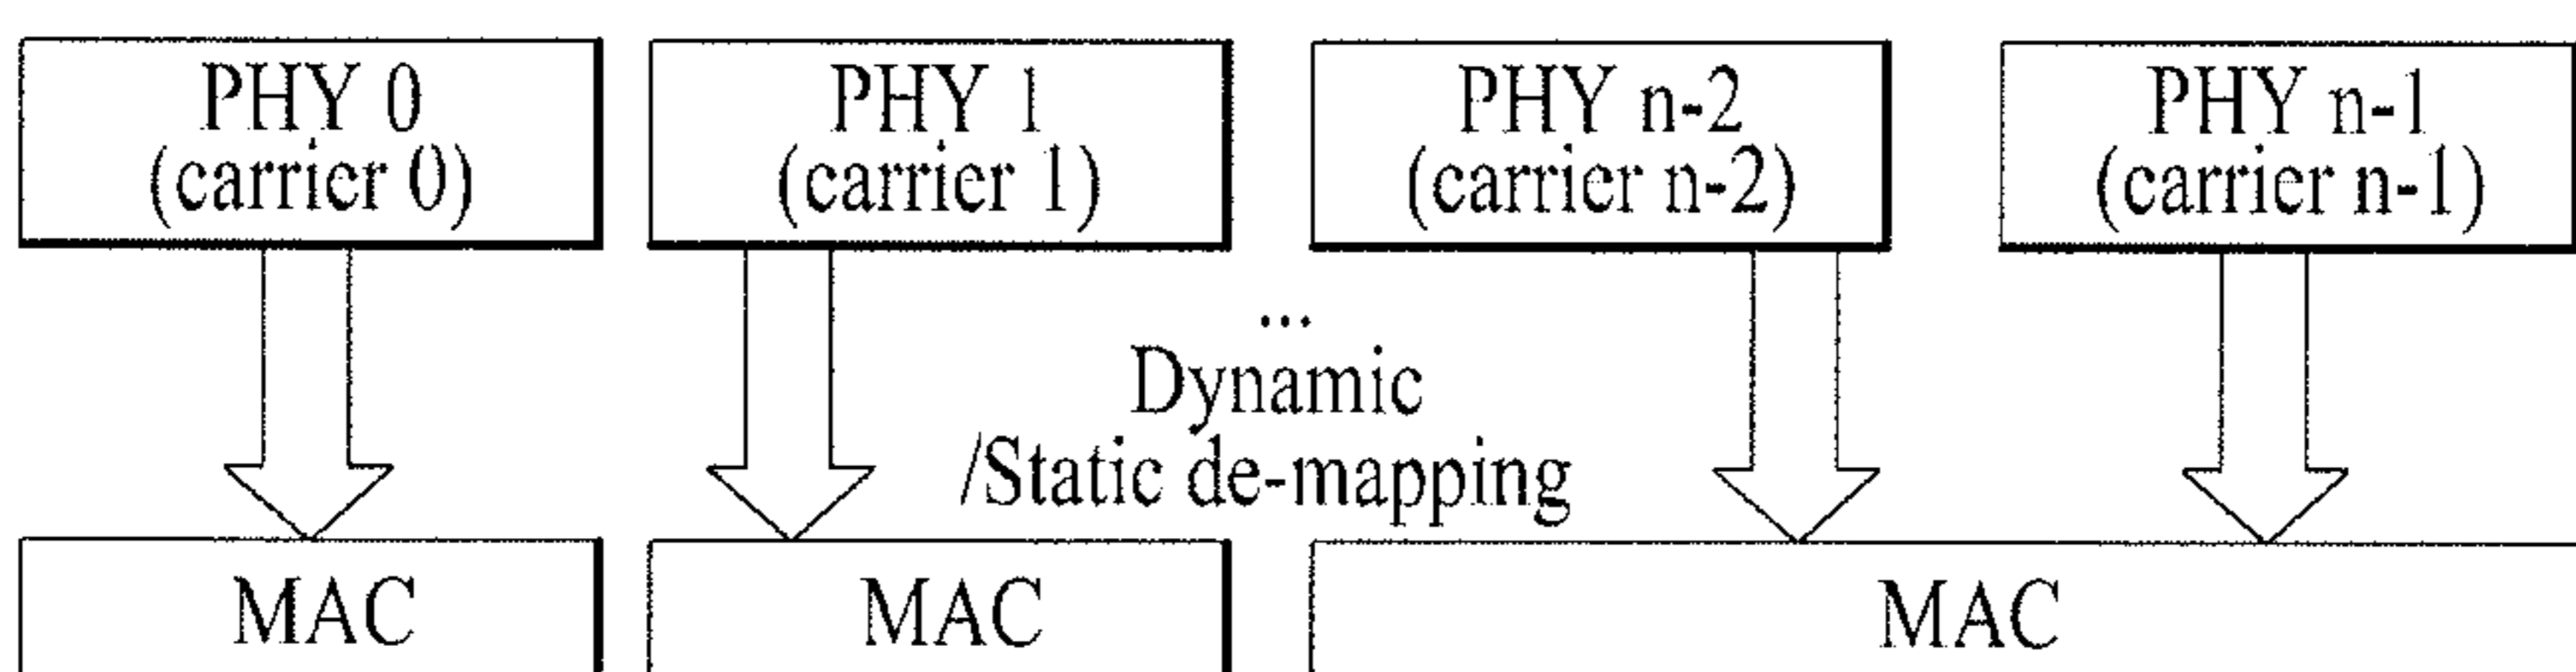 PHY 0
(carrier 0)
PHY 1
(carrier 1)
PHY n-2
(carrier n-2)
PHY n-1
(carrier n-1)
...
Dynamic
/Static de-mapping
MAC
MAC
MAC